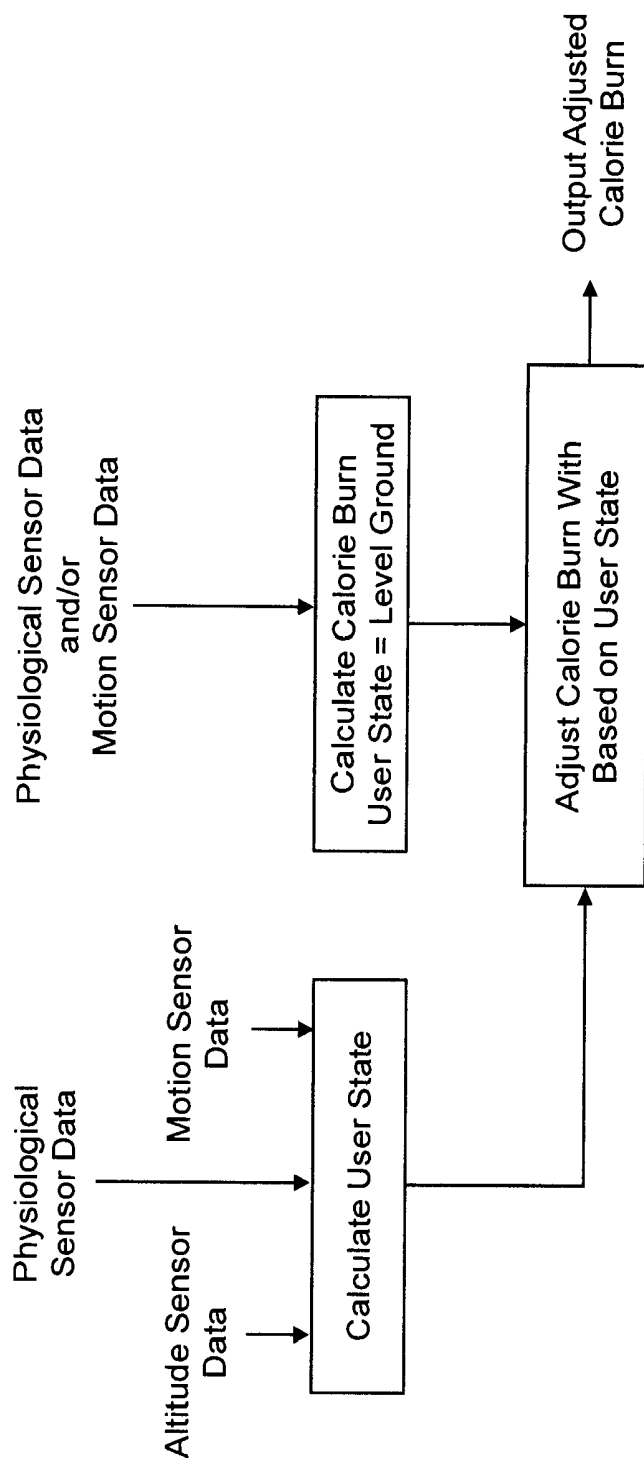 Physiological
Sensor Data
Altitude Sensor
Data
Motion Sensor
Data
Calculate User State
Physiological Sensor Data
and/or
Motion Sensor Data
Calculate Calorie Burn
User State = Level Ground
Adjust Calorie Burn With
Based on User State
Output Adjusted
Calorie Burn